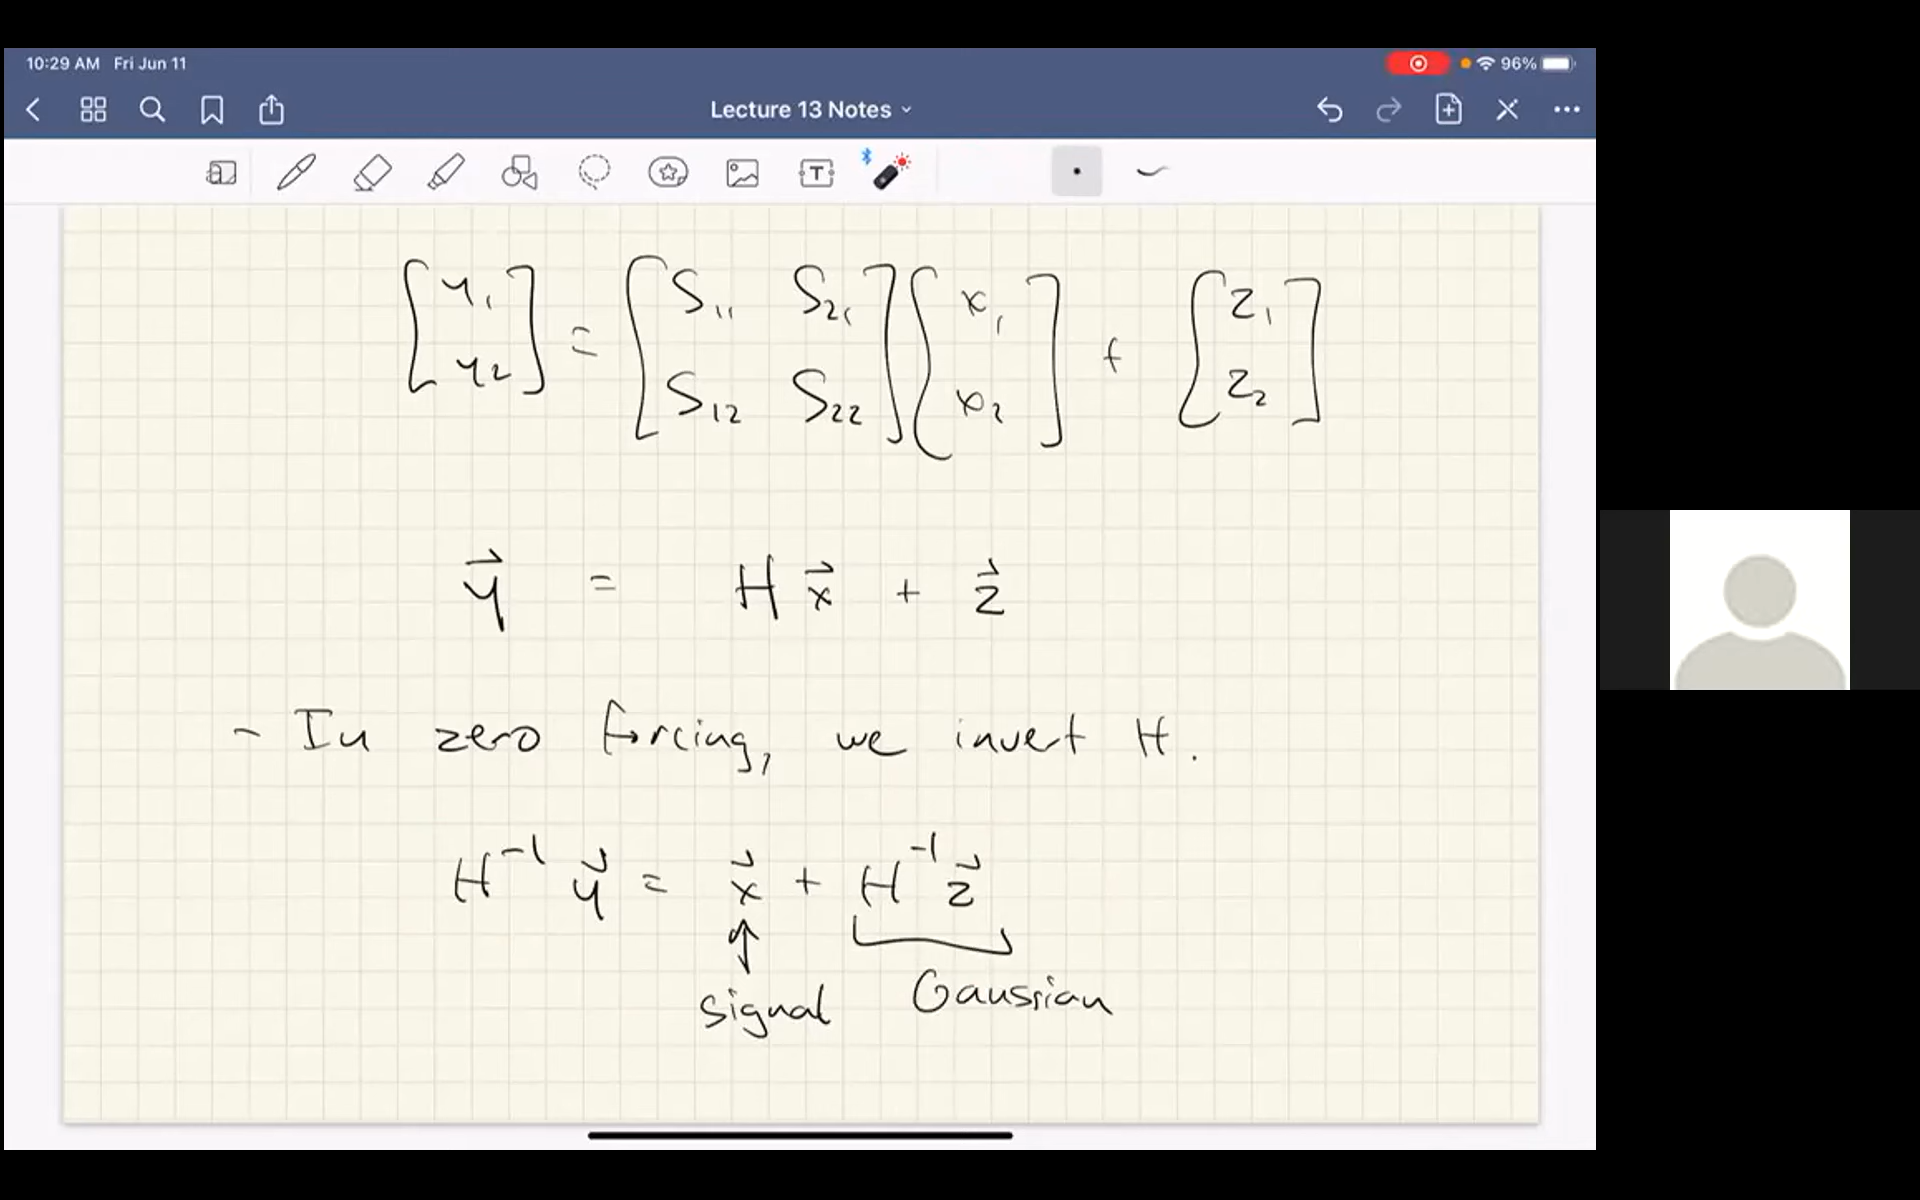 10:29 AM Fri Jun 11 96%
Lecture 13 Notes
[y₁ y₂] = [S₁₁ S₂₁ S₁₂ S₂₂] [x₁ x₂] + [z₁ z₂]
y⃗ = H x⃗ + z⃗
- In zero forcing, we invert H.
H⁻¹ y⃗ = x⃗ + H⁻¹ z⃗
signal Gaussian